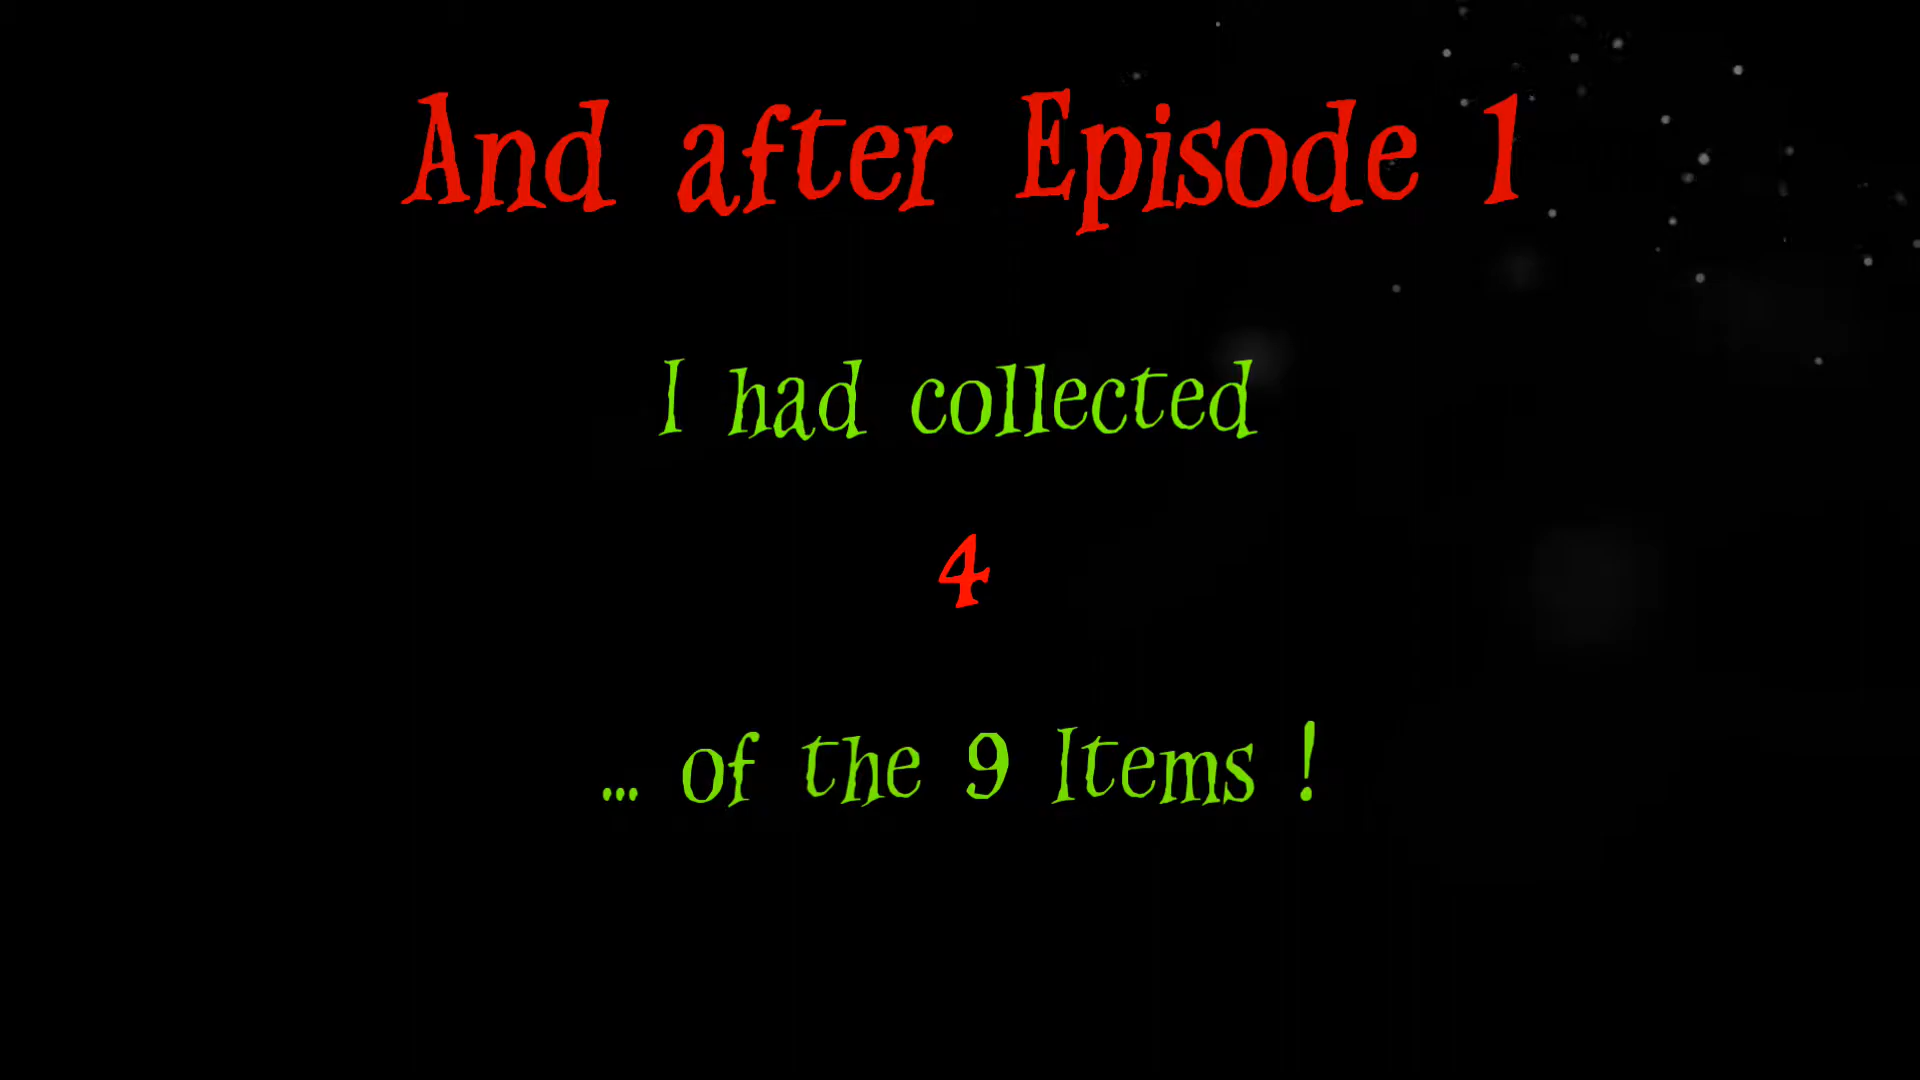 And after Episode 1
I had collected
4
... of the 9 Items !